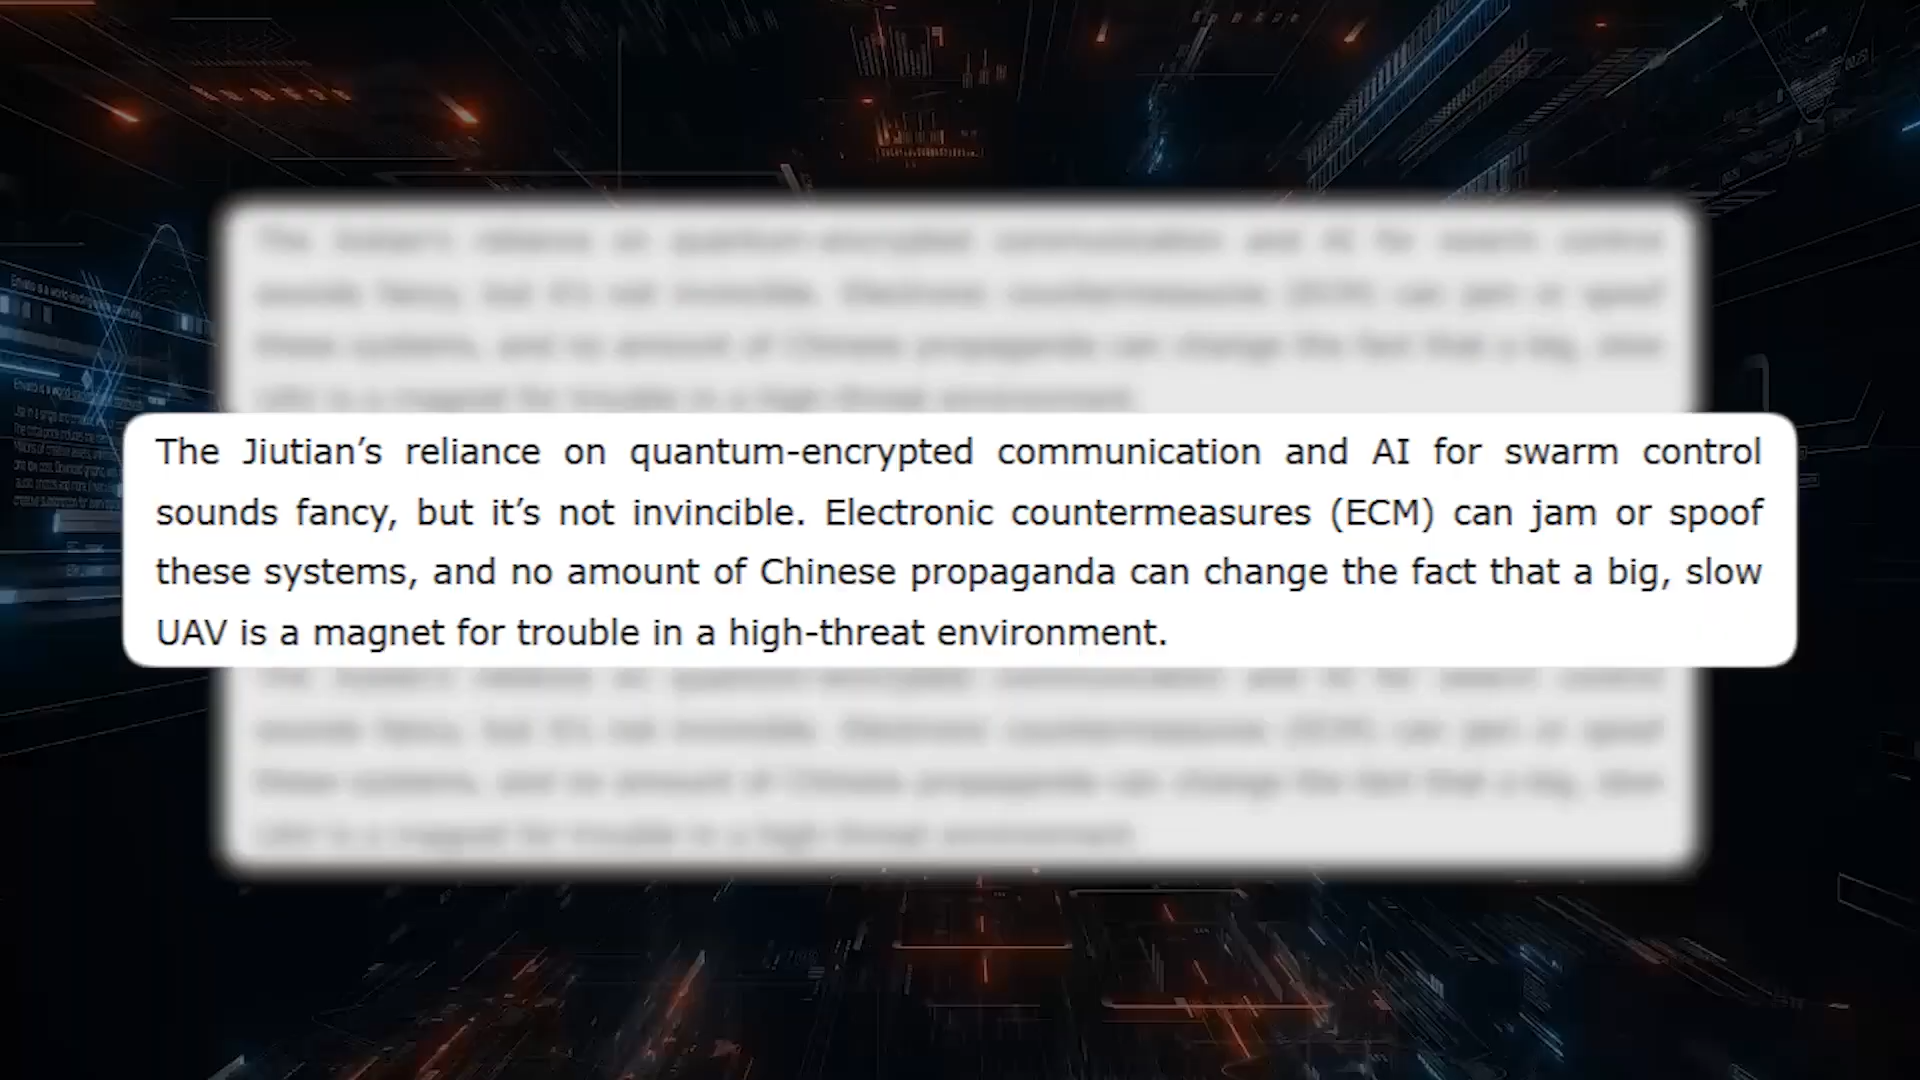 The Jiutian’s reliance on quantum-encrypted communication and AI for swarm control
sounds fancy, but it’s not invincible. Electronic countermeasures (ECM) can jam or spoof
these systems, and no amount of Chinese propaganda can change the fact that a big, slow
UAV is a magnet for trouble in a high-threat environment.